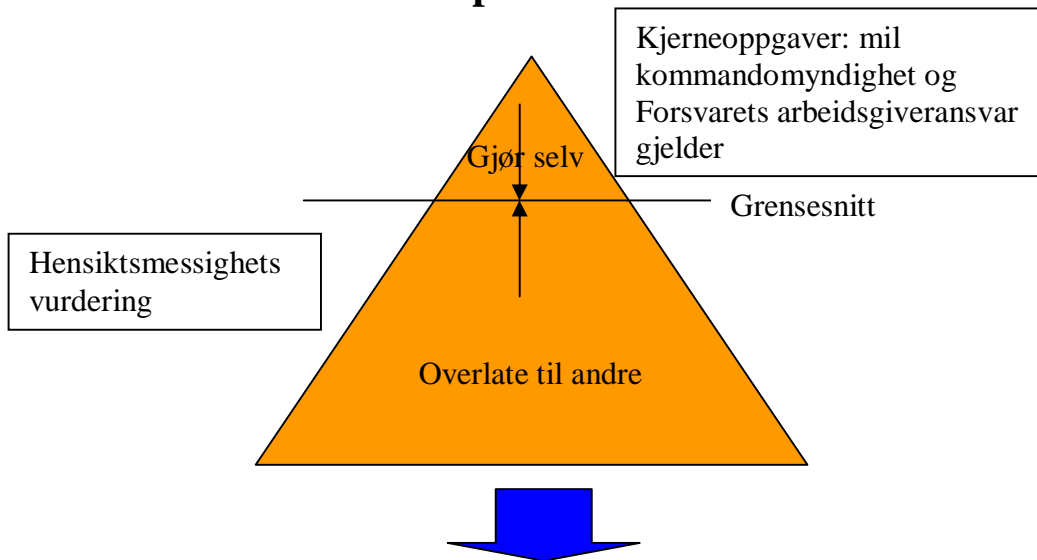 Kjerneoppgaver: mil
kommandomyndighet og
Forsvarets arbeidsgiveransvar
gjelder
Gjør selv
Grensesnitt
Hensiktsmessighets
vurdering
Overlate til andre